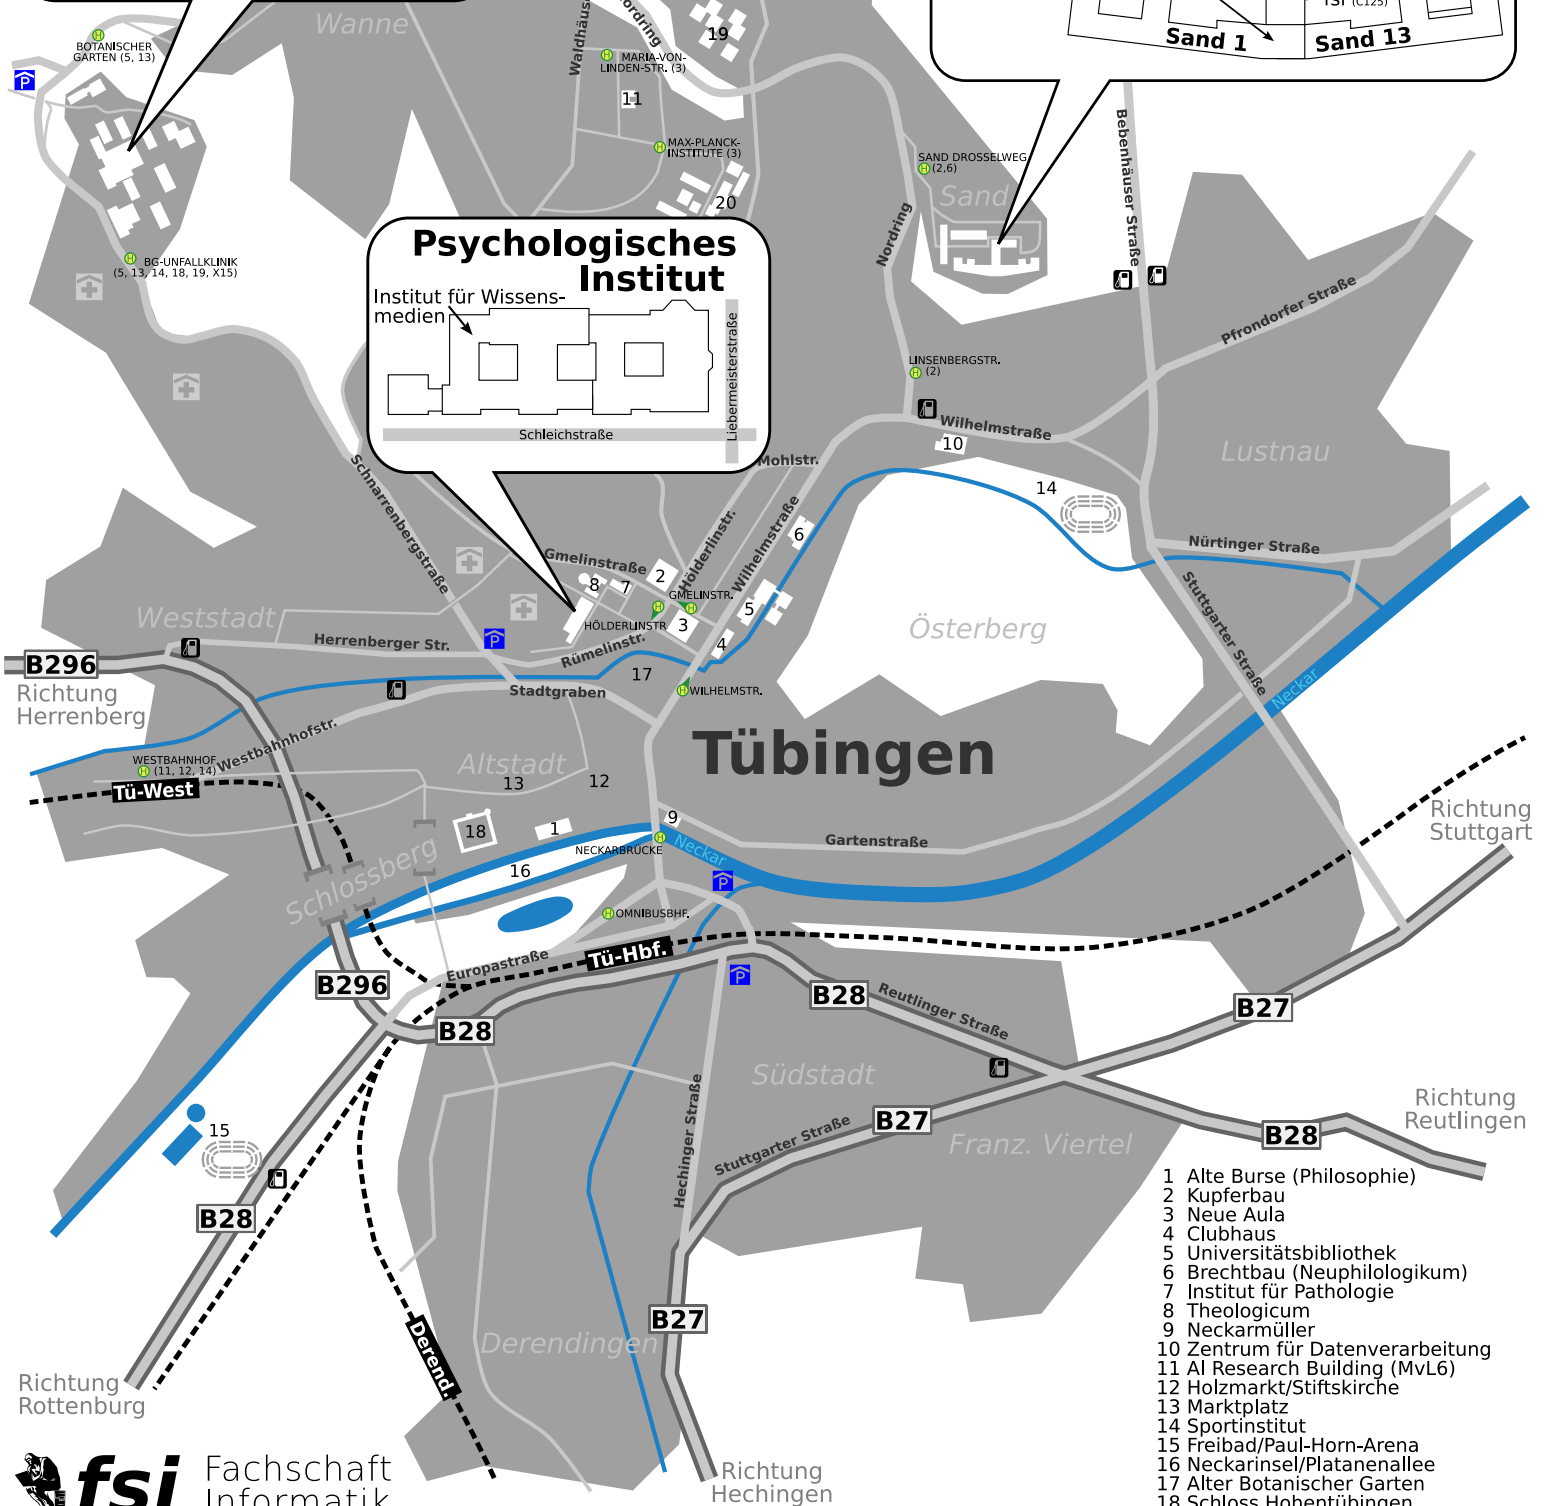 Wanne
Waldhäus
Nordring
19
BOTANISCHER
GARTEN (5, 13)
P
MARIA-VON-
LINDEN-STR. (3)
11
MAX-PLANCK-
INSTITUTE (3)
20
(C125)
Sand 1
Sand 13
Bebenhäuser Straße
SAND DROSSELWEG
(2,6)
Sand
Nordring
BG-UNFALLKLINIK
(5, 13, 14, 18, 19, X15)
Psychologisches
Institut
Institut für Wissens-
medien
Liebermeisterstraße
Schleichstraße
Pfrondorfer Straße
LINSENBERGSTR.
(2)
Wilhelmstraße
10
Lustnau
Mohlstr.
14
Schnarrenbergstraße
Hölderlinstr.
Wilhelmstraße
6
Gmelinstraße
2
8
7
GMELINSTR.
HÖLDERLINSTR
3
5
4
Nürtinger Straße
Stuttgarter Straße
Weststadt
Herrenberger Str.
P
Rümelinstr.
Österberg
B296
Richtung
Herrenberg
17
Stadtgraben
WILHELMSTR.
Neckar
Westbahnhofstr.
WESTBAHNHOF
(11, 12, 14)
Tü-West
Altstadt
13
12
Tübingen
18
1
9
NECKARBRÜCKE
Neckar
Gartenstraße
Richtung
Stuttgart
Schlossberg
16
P
OMNIBUSBHF.
Europastraße
Tü-Hbf.
P
B296
B28
B28
Reutlinger Straße
B27
Südstadt
Hechinger Straße
Stuttgarter Straße
B27
Franz. Viertel
B28
Richtung
Reutlingen
15
B28
B27
Derendingen
Derend.
Richtung
Rottenburg
Richtung
Hechingen
fsi
Fachschaft
Informatik
1 Alte Burse (Philosophie)
2 Kupferbau
3 Neue Aula
4 Clubhaus
5 Universitätsbibliothek
6 Brechtbau (Neuphilologikum)
7 Institut für Pathologie
8 Theologicum
9 Neckarmüller
10 Zentrum für Datenverarbeitung
11 AI Research Building (MvL6)
12 Holzmarkt/Stiftskirche
13 Marktplatz
14 Sportinstitut
15 Freibad/Paul-Horn-Arena
16 Neckarinsel/Platanenallee
17 Alter Botanischer Garten
18 Schloss Hohentübingen